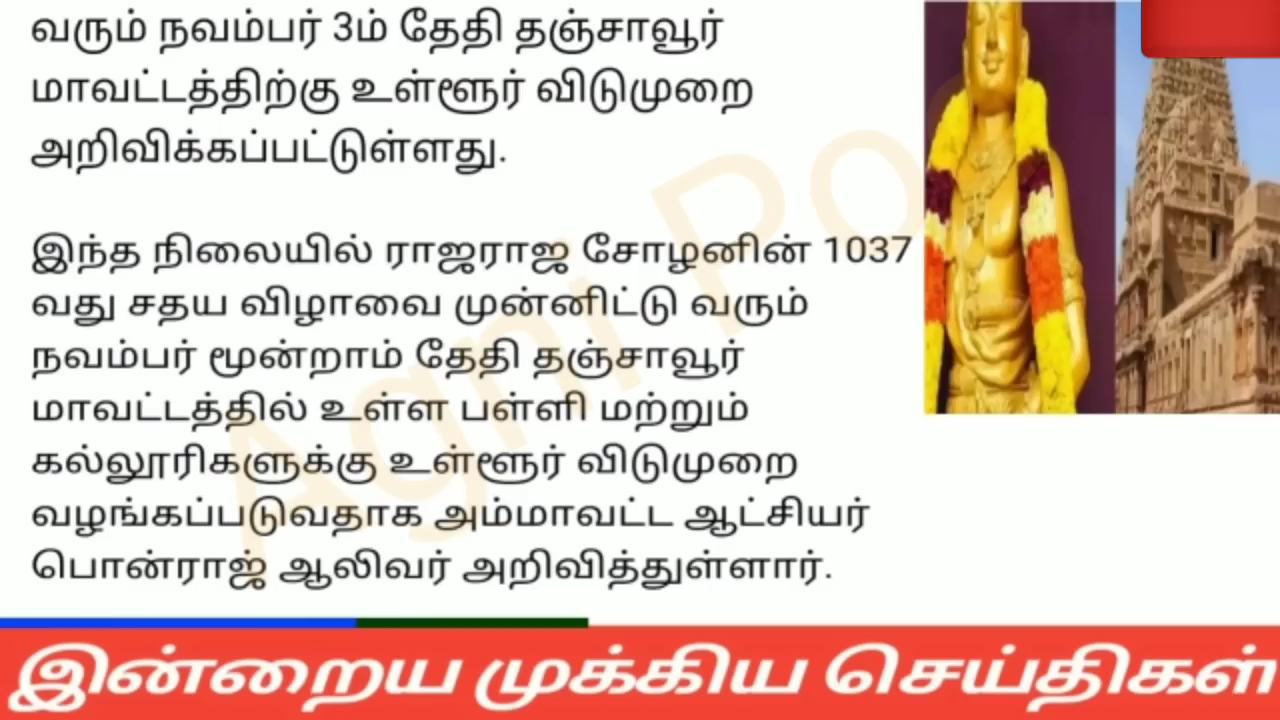 வரும் நவம்பர் 3ம் தேதி தஞ்சாவூர்
மாவட்டத்திற்கு உள்ளூர் விடுமுறை
அறிவிக்கப்பட்டுள்ளது.
இந்த நிலையில் ராஜராஜ சோழனின் 1037
வது சதய விழாவை முன்னிட்டு வரும்
நவம்பர் மூன்றாம் தேதி தஞ்சாவூர்
மாவட்டத்தில் உள்ள பள்ளி மற்றும்
கல்லூரிகளுக்கு உள்ளூர் விடுமுறை
வழங்கப்படுவதாக அம்மாவட்ட ஆட்சியர்
பொன்ராஜ் ஆலிவர் அறிவித்துள்ளார்.
Agni Po
இன்றைய முக்கிய செய்திகள்